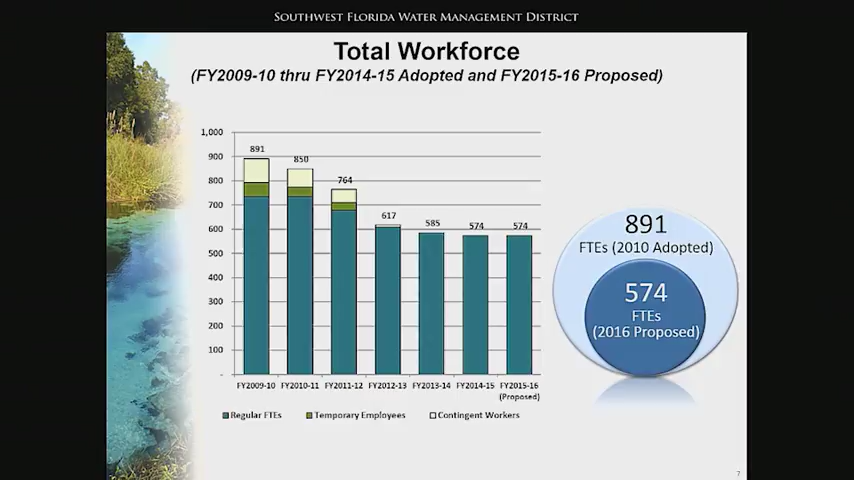 SOUTHWEST FLORIDA WATER MANAGEMENT DISTRICT
Total Workforce
(FY2009-10 thru FY2014-15 Adopted and FY2015-16 Proposed)
1,000
900
800
700
600
500
400
300
200
100
-
891
850
764
617
585
574
574
FY2009-10
FY2010-11
FY2011-12
FY2012-13
FY2013-14
FY2014-15
FY2015-16
(Proposed)
Regular FTEs
Temporary Employees
Contingent Workers
891
FTEs (2010 Adopted)
574
FTEs
(2016 Proposed)
7